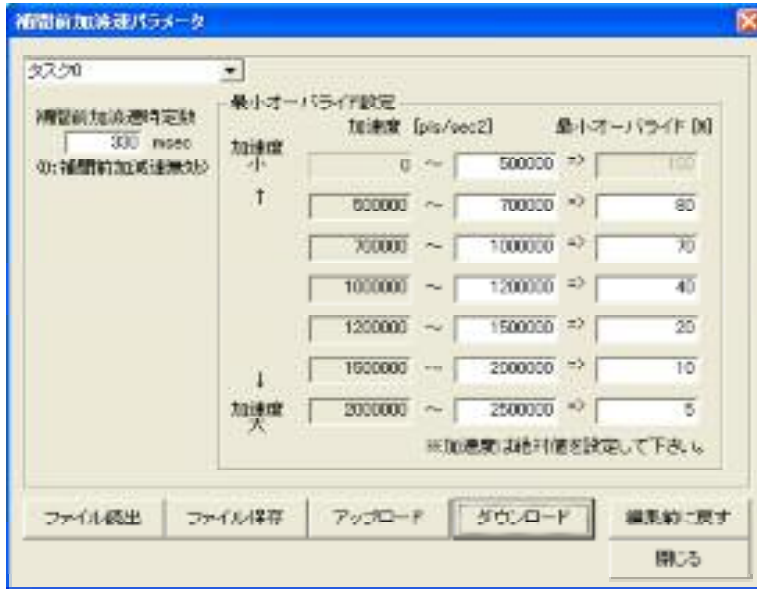 補間前加減速パラメータ
タスク0
補間前加減速時定数
330 msec
(0:補間前加減速無効)
最小オーバライド設定
加速度 [pls/sec2] 最小オーバライド [%]
加速度
小
↑
0 ～ 500000 => 100
500000 ～ 700000 => 80
700000 ～ 1000000 => 70
1000000 ～ 1200000 => 40
1200000 ～ 1500000 => 20
1500000 ～ 2000000 => 10
↓
加速度
大
2000000 ～ 2500000 => 5
※加速度は絶対値を設定して下さい。
ファイル読出 ファイル保存 アップロード ダウンロード 編集前に戻す
閉じる